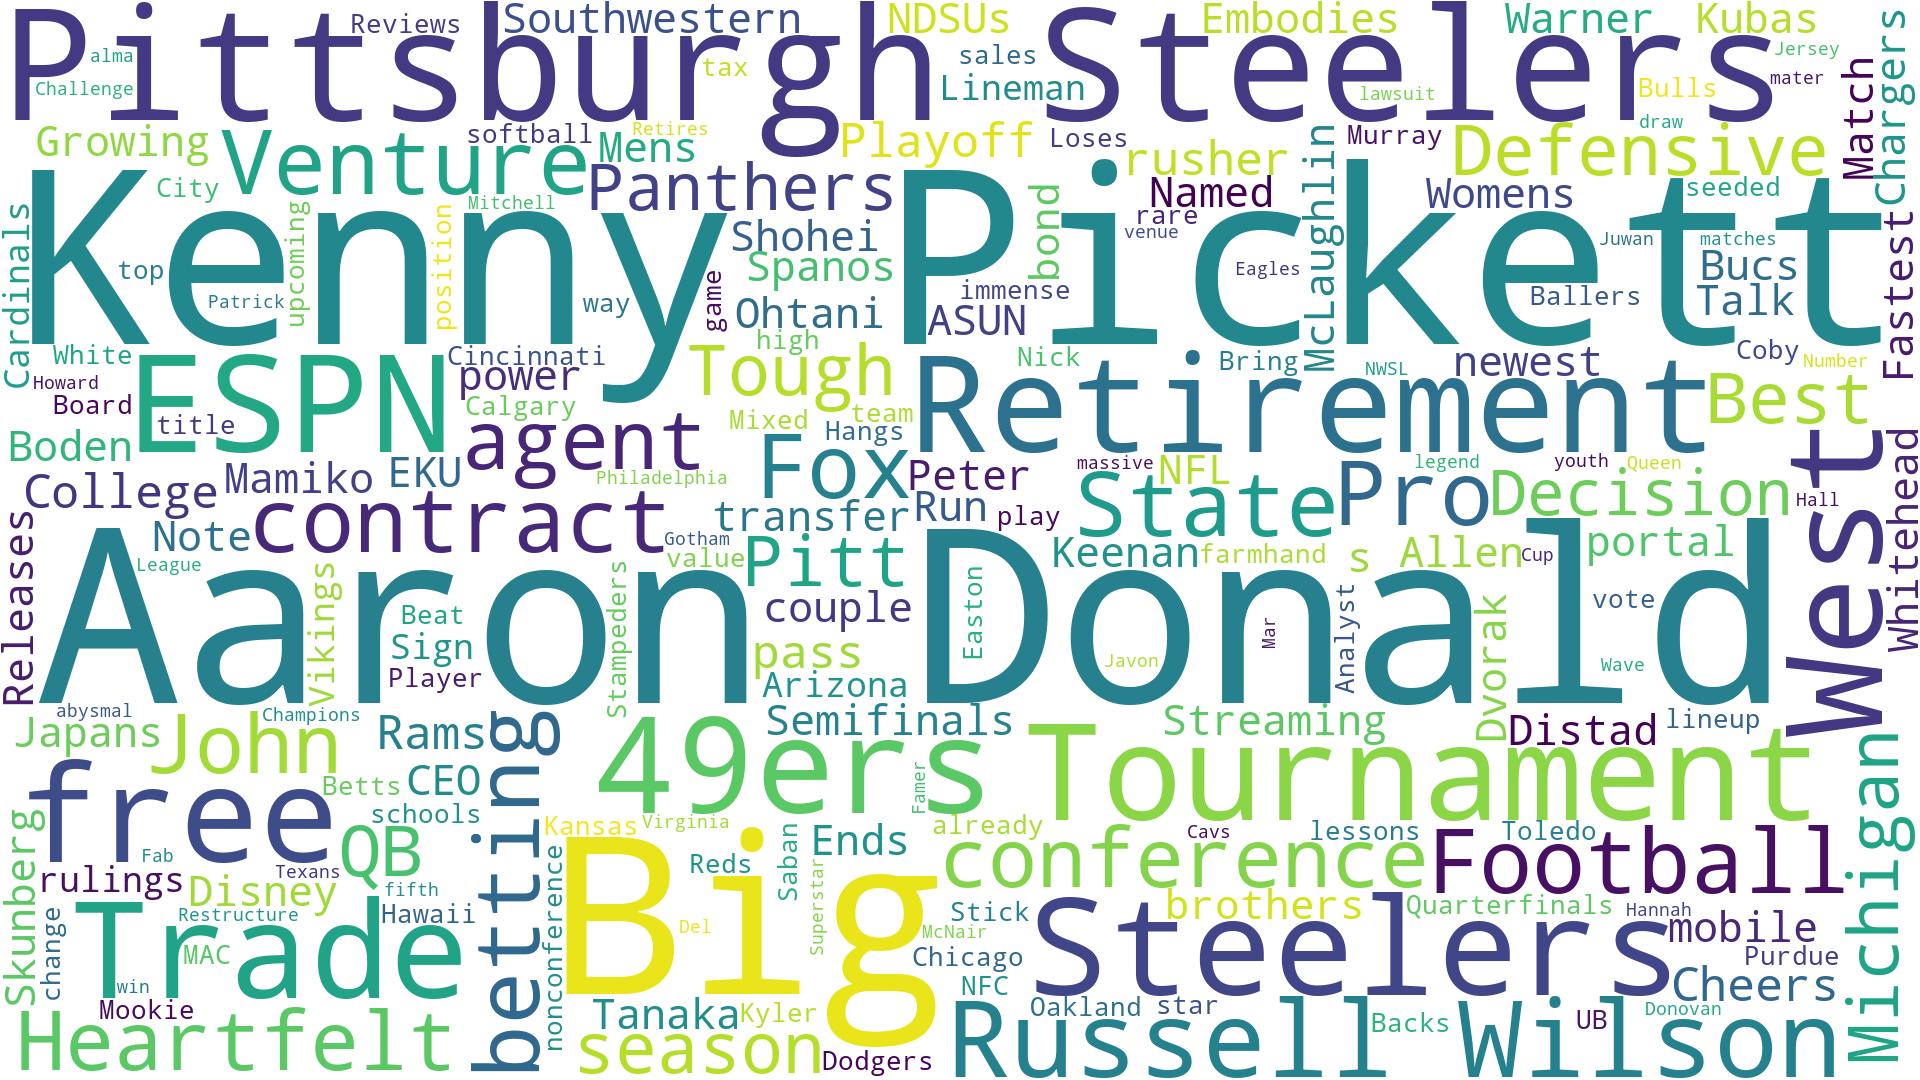 Pittsburgh Steelers
Reviews
Southwestern
NDSUs
Embodies
Warner
Kubas
alma
Challenge
tax
sales
Lineman
lawsuit
Bulls
Jersey
mater
Match
Chargers
Growing
Venture
softball
Mens
Retires
Playoff
Loses
rusher
Murray
draw
Defensive
City
Mitchell
Panthers
bond
Named
McLaughlin
Womens
seeded
Kenny Pickett
Cardinals
top
Patrick
upcoming
position
way
game
Shohei
Spanos
Ohtani
immense
ASUN
rare
venue
Eagles
Juwan
matches
Bucs
Ballers
Talk
Fastest
White
Howard
Board
title
ESPN
Cincinnati
power
Calgary
high
Tough
Mixed
team
Hangs
Nick
Bring
NWSL
newest
Coby
Number
Retirement
Best
Boden
College
Mamiko
EKU
agent
Philadelphia
Fox
Peter
massive
NFL
legend
youth
Queen
Hall
West
Whitehead
Releases
Note
League
contract
Gotham
value
transfer
Run
play
State
Pro
Decision
Pitt
Keenan
farmhand
s
Allen
Cup
portal
Aaron Donald
Vikings
Beat
Sign
Player
Stampeders
couple
pass
Arizona
Easton
Javon
Mar
Analyst
Dvorak
vote
Wave
abysmal
Japans
John
Champions
Rams
betting
49ers
Semifinals
Famer
Streaming
Distad
lineup
Tournament
Michigan
free
Betts
CEO
schools
Skunberg
Fab
QB
Texans
fifth
rulings
Disney
Kansas
Virginia
Reds
Saban
Ends
already
Cavs
lessons
Toledo
conference
Football
Big
Del
Superstar
McNair
Stick
brothers
Quarterfinals
Hannah
mobile
Purdue
Trade
Restructure
MAC
Hawaii
change
win
Mookie
nonconference
Chicago
NFC
Steelers
Cheers
Heartfelt
Tanaka
Kyler
season
Dodgers
Oakland
star
Backs
UB
Donovan
Russell Wilson